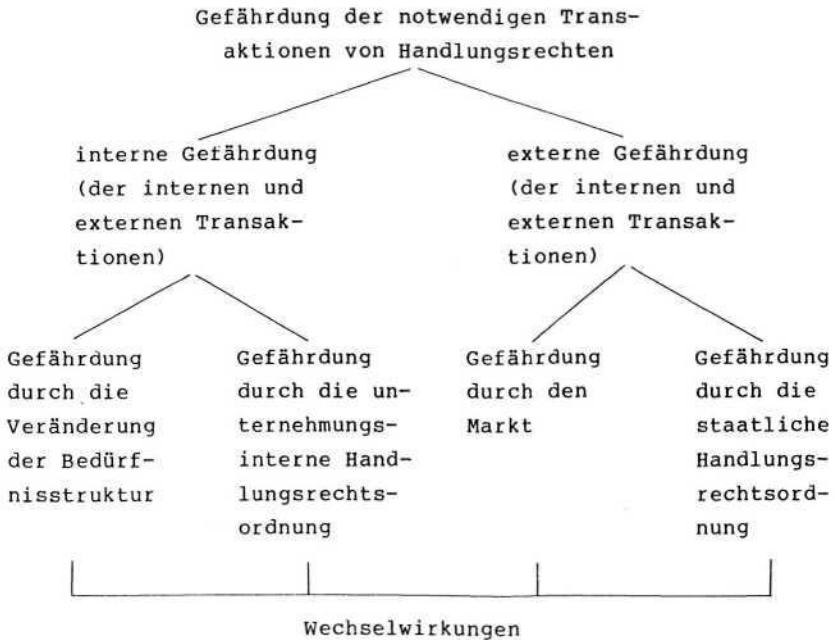 Gefährdung der notwendigen Trans-
aktionen von Handlungsrechten
interne Gefährdung
(der internen und
externen Transak-
tionen)
externe Gefährdung
(der internen und
externen Transak-
tionen)
Gefährdung
durch die
Veränderung
der Bedürf-
nisstruktur
Gefährdung
durch die un-
ternehmungs-
interne Hand-
lungsrechts-
ordnung
Gefährdung
durch den
Markt
Gefährdung
durch die
staatliche
Handlungs-
rechtsord-
nung
Wechselwirkungen